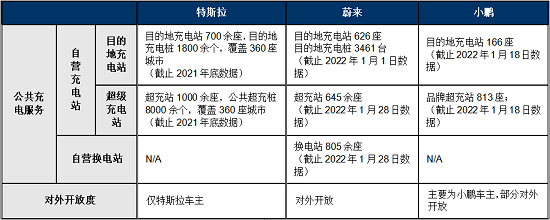 特斯拉
蔚来
小鹏
公共充
电服务
自
营
充
电
站
目的
地充
电站
目的地充电站 700 余座，目的地
充电桩 1800 余个，覆盖 360 座
城市
（截止 2021 年底数据）
目的地充电站 626 座
目的地充电桩 3461 台
（截止 2022 年 1 月 1 日数
据）
目的地充电站 166 座
（截止 2022 年 1 月 18 日数
据）
超级
充电
站
超充站 1000 余座，公共超充桩
8000 余个，覆盖 360 座城市
（截止 2021 年底数据）
超充站 645 余座
（截止 2022 年 1 月 28 日数
据）
品牌超充站 813 座；
（截止 2022 年 1 月 18 日数
据）
自营换电站
N/A
换电站 805 余座
（截止 2022 年 1 月 28 日数
据）
N/A
对外开放度
仅特斯拉车主
对外开放
主要为小鹏车主，部分对外
开放